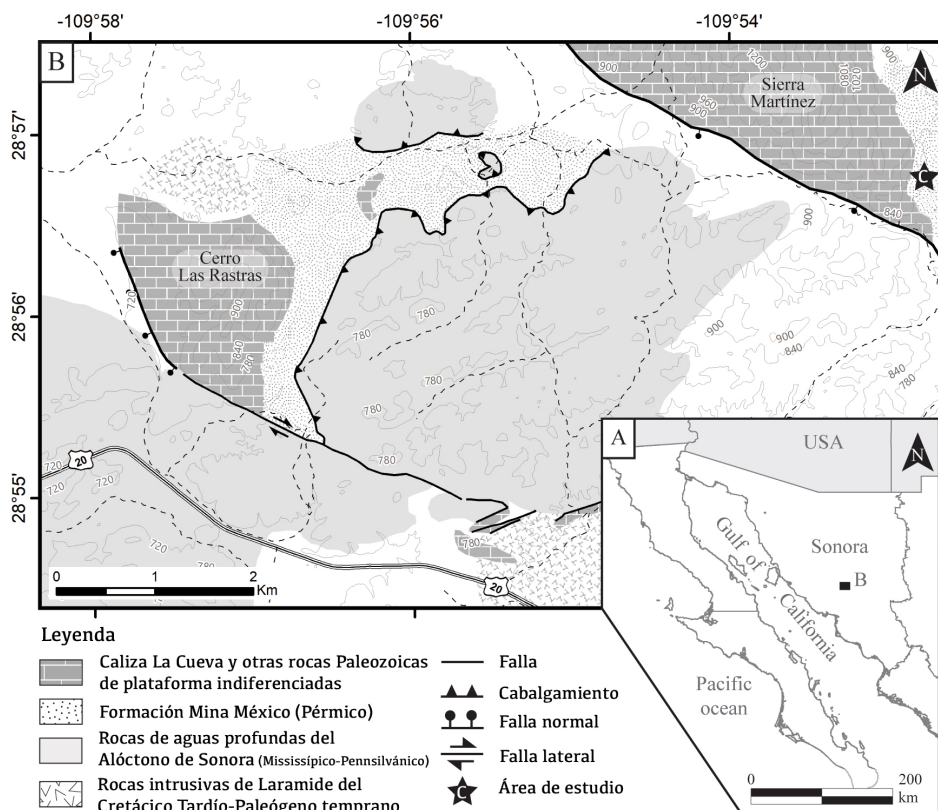 -109°58'
-109°56'
-109°54'
B
28°57'
28°56'
28°55'
900
1200
1020
1080
900
960
900
Sierra
Martínez
N
C
840
900
Cerro
Las Rastras
720
900
840
780
780
780
780
780
780
900
900
840
840
780
720
720
720
20
720
780
780
20
0
1
2
Km
A
USA
N
Gulf of California
Sonora
B
Pacific
ocean
0
200
km
Leyenda
Caliza La Cueva y otras rocas Paleozoicas
de plataforma indiferenciadas
Formación Mina México (Pérmico)
Rocas de aguas profundas del
Alóctono de Sonora (Mississípico-Pennsilvánico)
Rocas intrusivas de Laramide del
Cretácico Tardío-Paleógeno temprano
Falla
Cabalgamiento
Falla normal
Falla lateral
C
Área de estudio